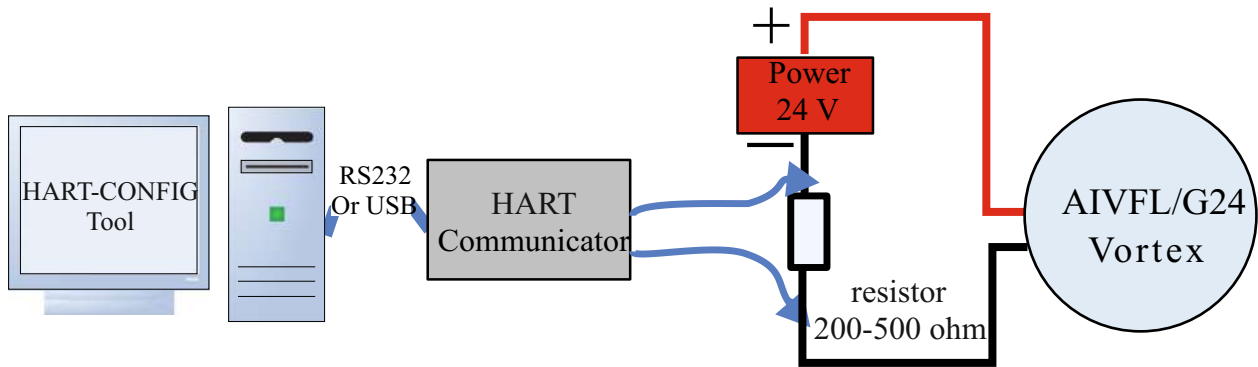 HART-CONFIG
Tool
RS232
Or USB
HART
Communicator
+
Power
24 V
—
resistor
200-500 ohm
AIVFL/G24
Vortex